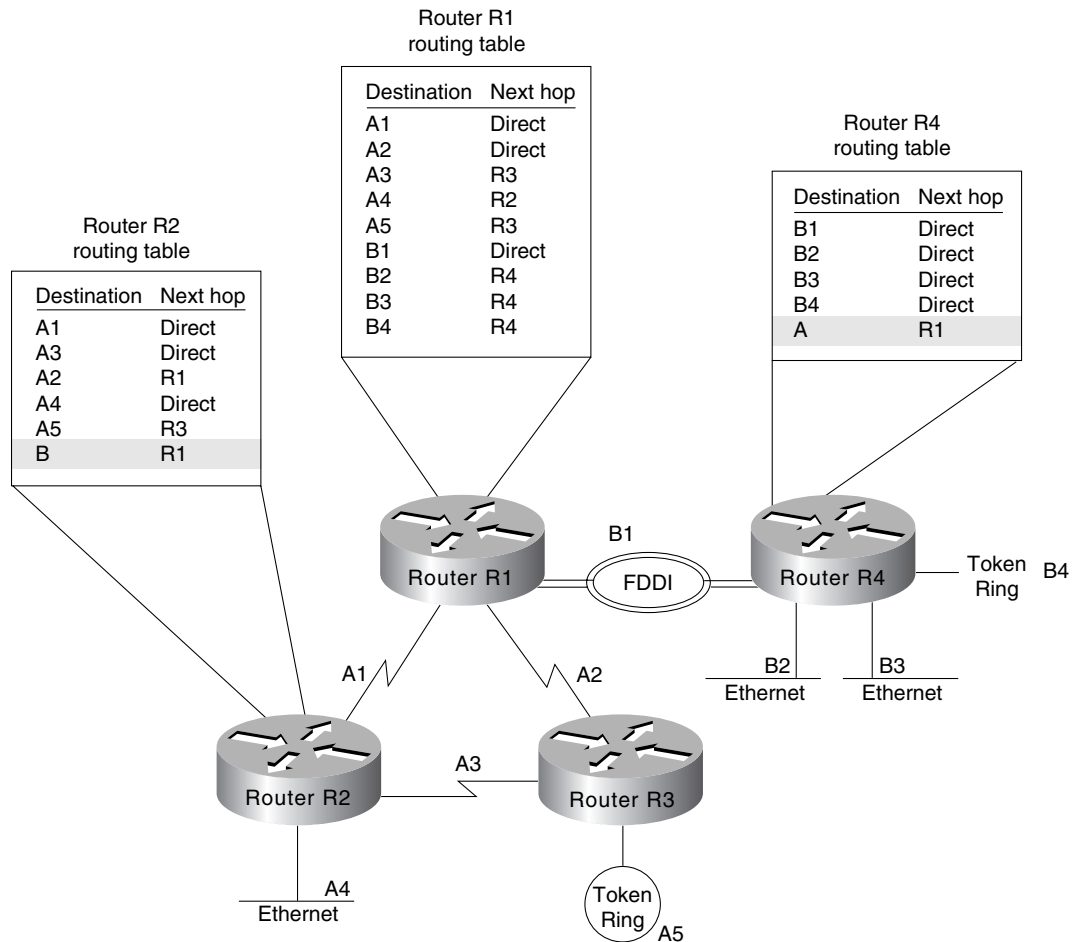 Router R1
routing table
Destination Next hop
A1 Direct
A2 Direct
A3 R3
A4 R2
A5 R3
B1 Direct
B2 R4
B3 R4
B4 R4
Router R4
routing table
Destination Next hop
B1 Direct
B2 Direct
B3 Direct
B4 Direct
A R1
Router R2
routing table
Destination Next hop
A1 Direct
A3 Direct
A2 R1
A4 Direct
A5 R3
B R1
Router R1
B1
FDDI
Router R4
Token
Ring
B4
B2
Ethernet
B3
Ethernet
A1
A2
Router R2
A3
Router R3
A4
Ethernet
Token
Ring
A5